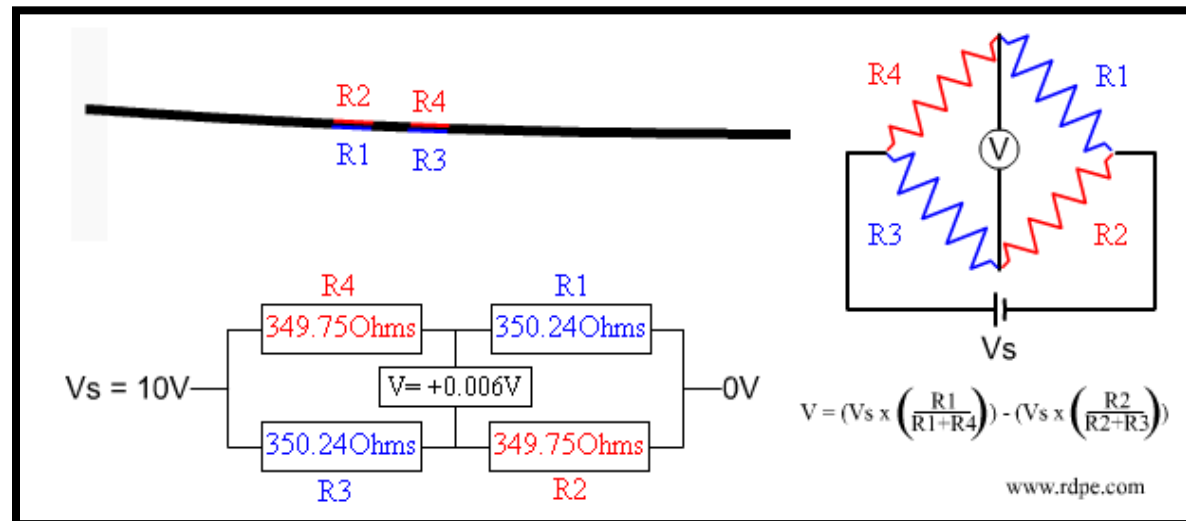 R2 R4
R1 R3
R4 R1
V
R3 R2
Vs
R4 R1
349.75Ohms 350.24Ohms
Vs = 10V V= +0.006V 0V
350.24Ohms 349.75Ohms
R3 R2
V = (Vs x (R1/(R1+R4))) - (Vs x (R2/(R2+R3)))
www.rdpe.com